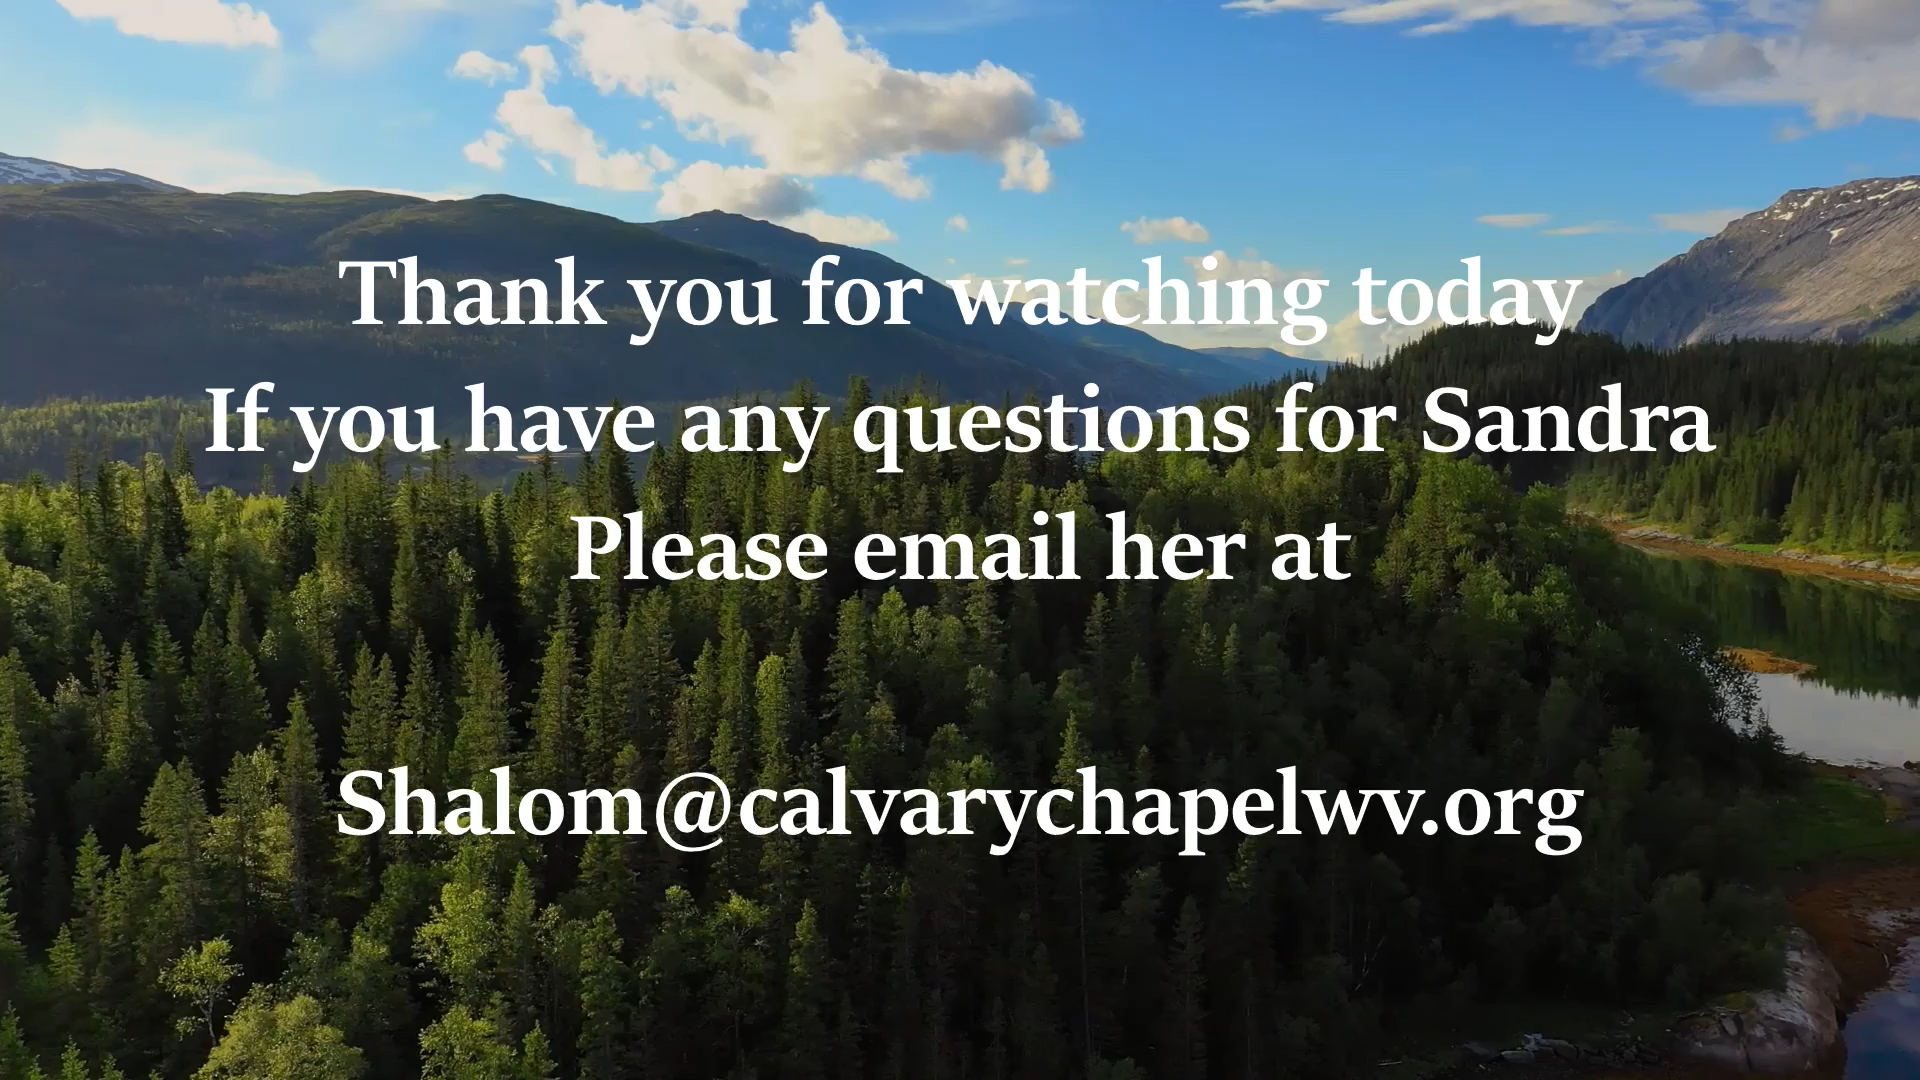 Thank you for watching today
If you have any questions for Sandra
Please email her at
Shalom@calvarychapelwv.org